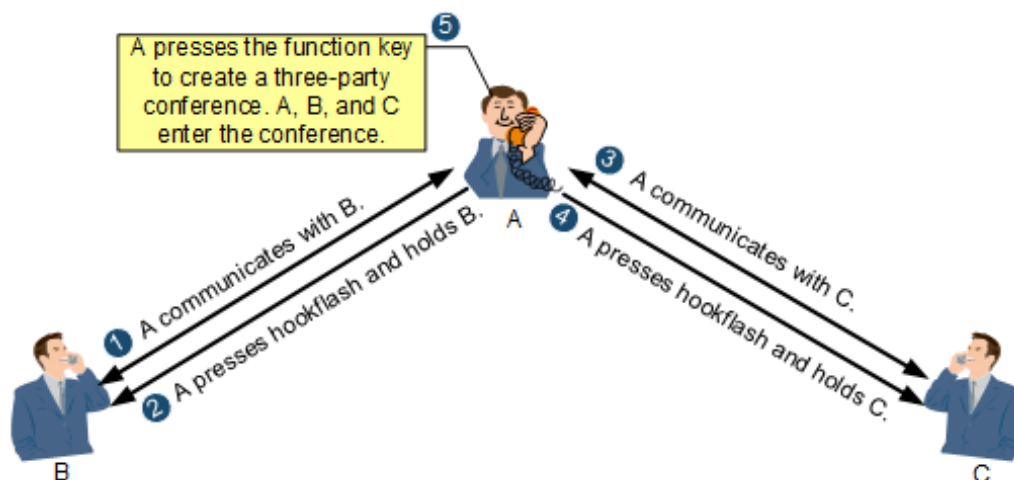 5
A presses the function key
to create a three-party
conference. A, B, and C
enter the conference.
A
1 A communicates with B.
2 A presses hookflash and holds B.
3 A communicates with C.
4 A presses hookflash and holds C.
B
C